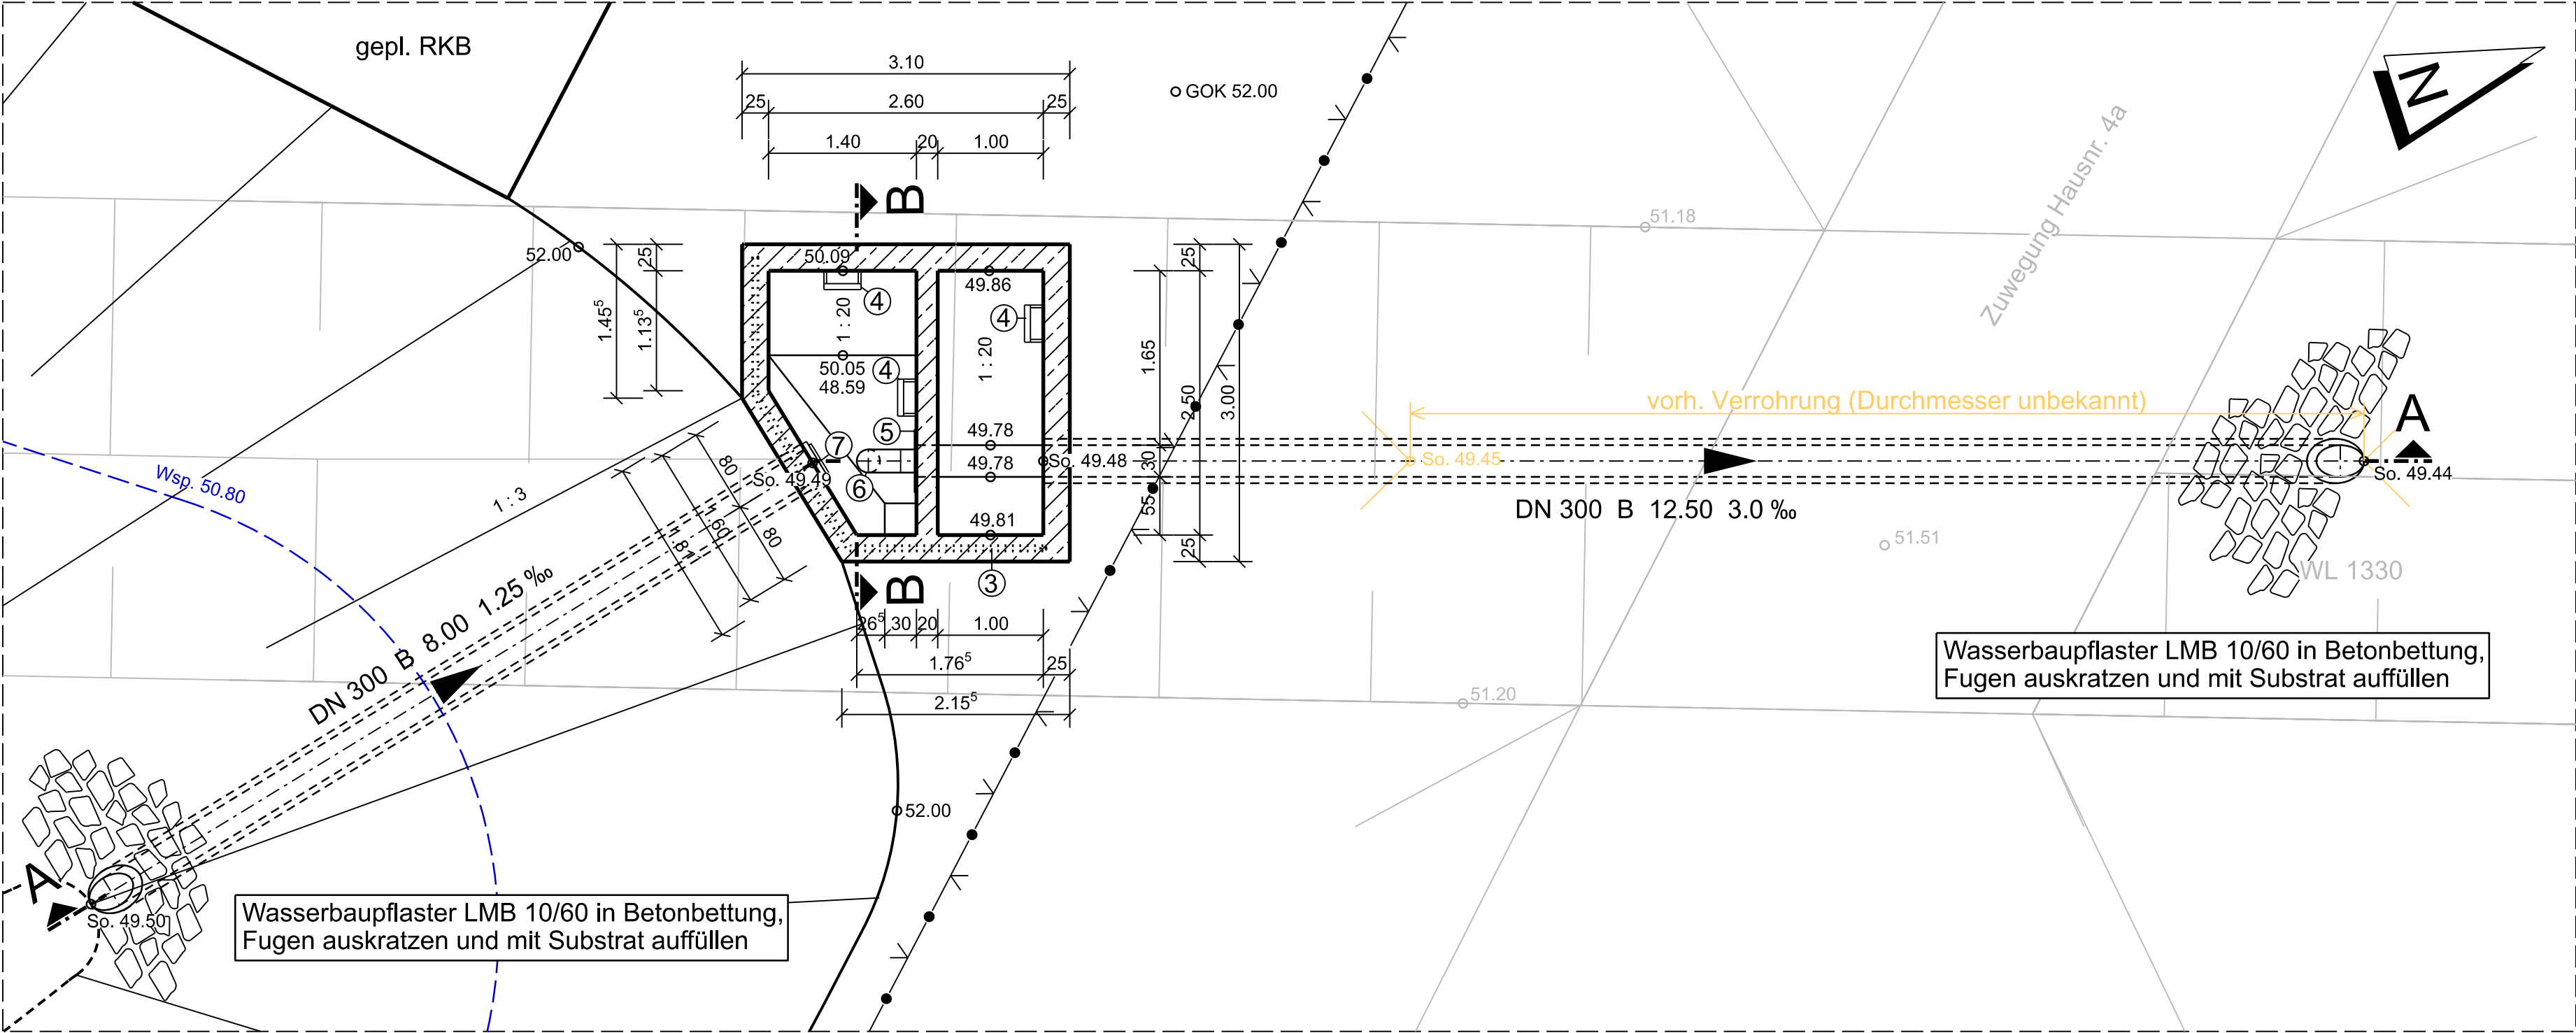 gepl. RKB
3.10
25
2.60
25
1.40
20
1.00
GOK 52.00
N
Zuwegung Hausnr. 4a
51.18
B
52.00
25
1.45⁵
1.13⁵
50.09
49.86
4
4
1 : 20
1 : 20
50.05
48.59
4
5
49.78
49.78
7
6
So. 49.49
So. 49.48
49.81
3
25
1.65
2.50
3.00
30
55
25
vorh. Verrohrung (Durchmesser unbekannt)
So. 49.45
A
So. 49.44
DN 300 B 12.50 3.0 ‰
51.51
WL 1330
Wsp. 50.80
1 : 3
80
80
1.60
1.81
DN 300 B 8.00 1.25 ‰
B
26⁵
30
20
1.00
1.76⁵
25
2.15⁵
51.20
Wasserbaupflaster LMB 10/60 in Betonbettung,
Fugen auskratzen und mit Substrat auffüllen
52.00
A
So. 49.50
Wasserbaupflaster LMB 10/60 in Betonbettung,
Fugen auskratzen und mit Substrat auffüllen